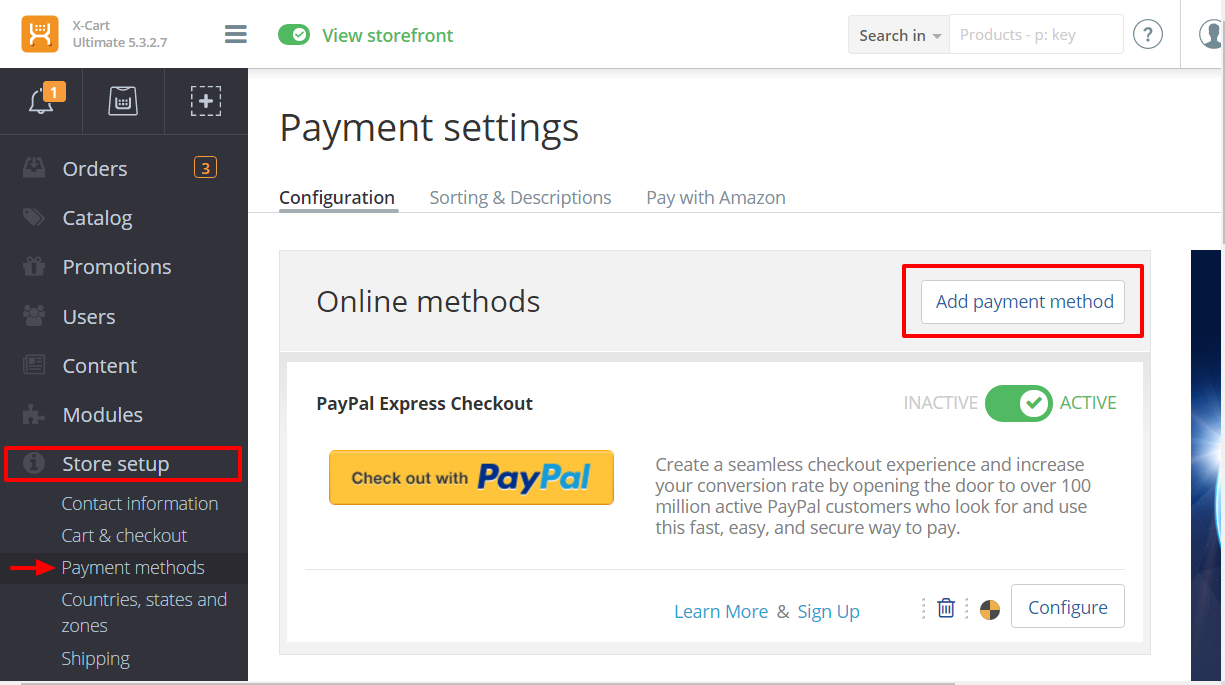 X-Cart
Ultimate 5.3.2.7
View storefront
Search in
Products - p: key
?
1
Orders
3
Catalog
Promotions
Users
Content
Modules
Store setup
Contact information
Cart & checkout
Payment methods
Countries, states and
zones
Shipping
Payment settings
Configuration
Sorting & Descriptions
Pay with Amazon
Online methods
Add payment method
PayPal Express Checkout
INACTIVE
ACTIVE
Check out with PayPal
Create a seamless checkout experience and increase
your conversion rate by opening the door to over 100
million active PayPal customers who look for and use
this fast, easy, and secure way to pay.
Learn More & Sign Up
Configure